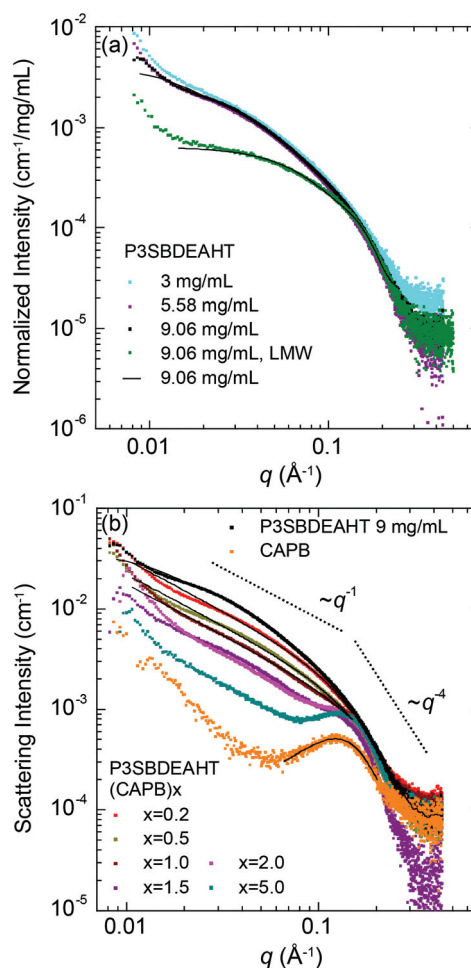 (a)
10⁻²
10⁻³
10⁻⁴
10⁻⁵
10⁻⁶
Normalized Intensity (cm⁻¹/mg/mL)
P3SBDEAHT
3 mg/mL
5.58 mg/mL
9.06 mg/mL
9.06 mg/mL, LMW
9.06 mg/mL
0.01 0.1
q (Å⁻¹)
(b)
10⁻¹
10⁻²
10⁻³
10⁻⁴
10⁻⁵
Scattering Intensity (cm⁻¹)
P3SBDEAHT 9 mg/mL
CAPB
~q⁻¹
~q⁻⁴
P3SBDEAHT
(CAPB)x
x=0.2
x=0.5
x=1.0 x=2.0
x=1.5 x=5.0
0.01 0.1
q (Å⁻¹)